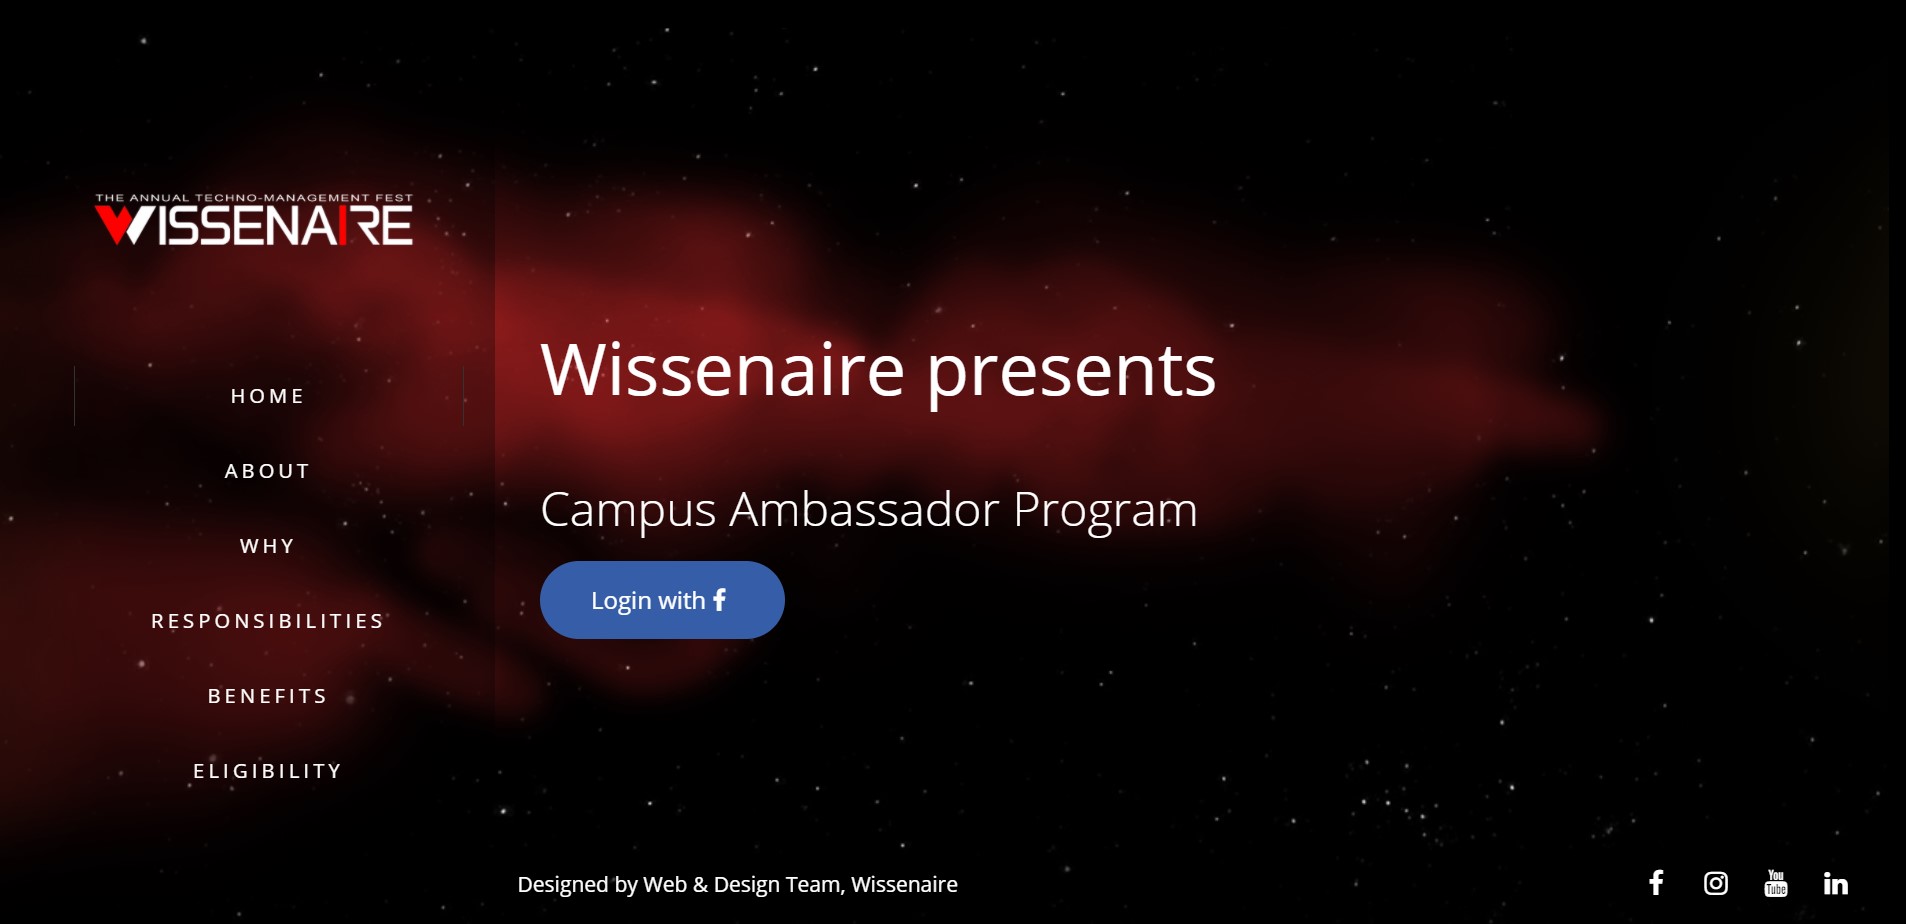 THE ANNUAL TECHNO-MANAGEMENT FEST
WISSENAIRE
HOME
ABOUT
WHY
RESPONSIBILITIES
BENEFITS
ELIGIBILITY
Wissenaire presents
Campus Ambassador Program
Login with f
Designed by Web & Design Team, Wissenaire
f
You
Tube
in